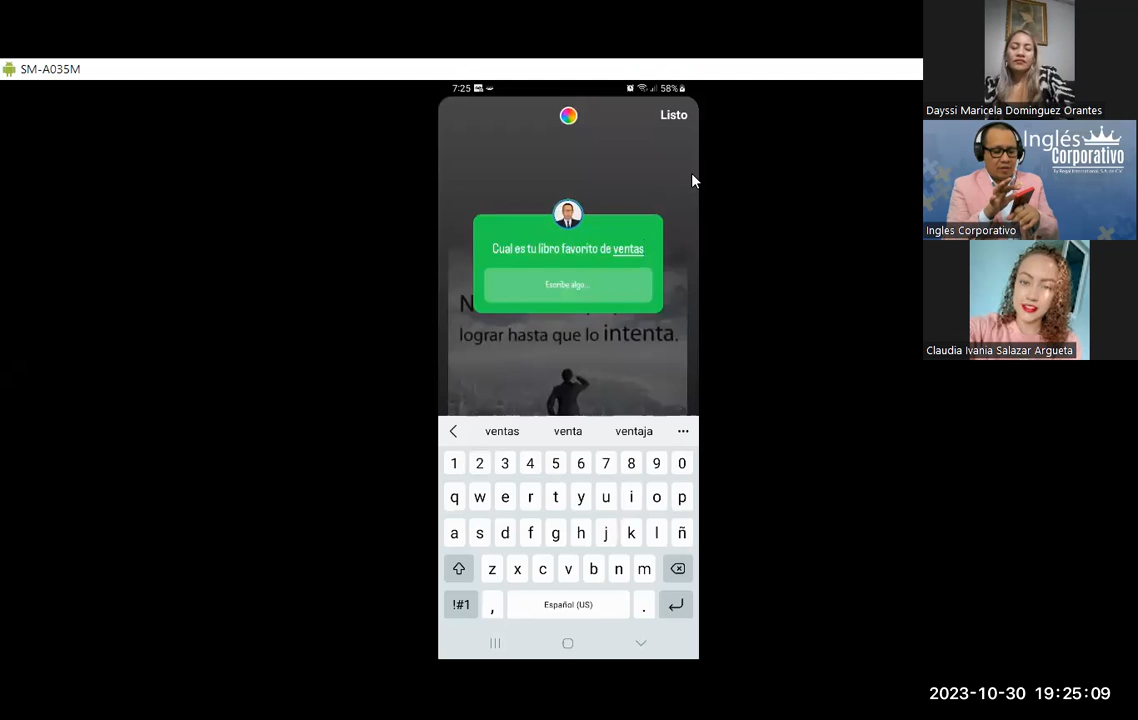 SM-A035M
7:25
58%
Listo
Cual es tu libro favorito de ventas
Escribe algo...
N
lograr hasta que lo intenta.
ventas venta ventaja ...
1 2 3 4 5 6 7 8 9 0
q w e r t y u i o p
a s d f g h j k l ñ
z x c v b n m
!#1 , Español (US) .
Dayssi Maricela Dominguez Orantes
Inglés
Corporativo
Ingles Corporativo
Claudia Ivania Salazar Argueta
2023-10-30 19:25:09